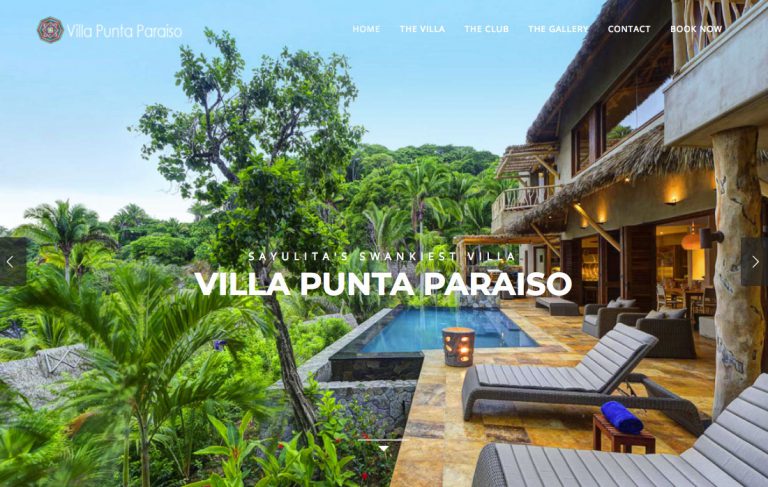 Villa Punta Paraiso
HOME THE VILLA THE CLUB THE GALLERY CONTACT BOOK NOW
SAYULITA'S SWANKIEST VILLA
VILLA PUNTA PARAISO